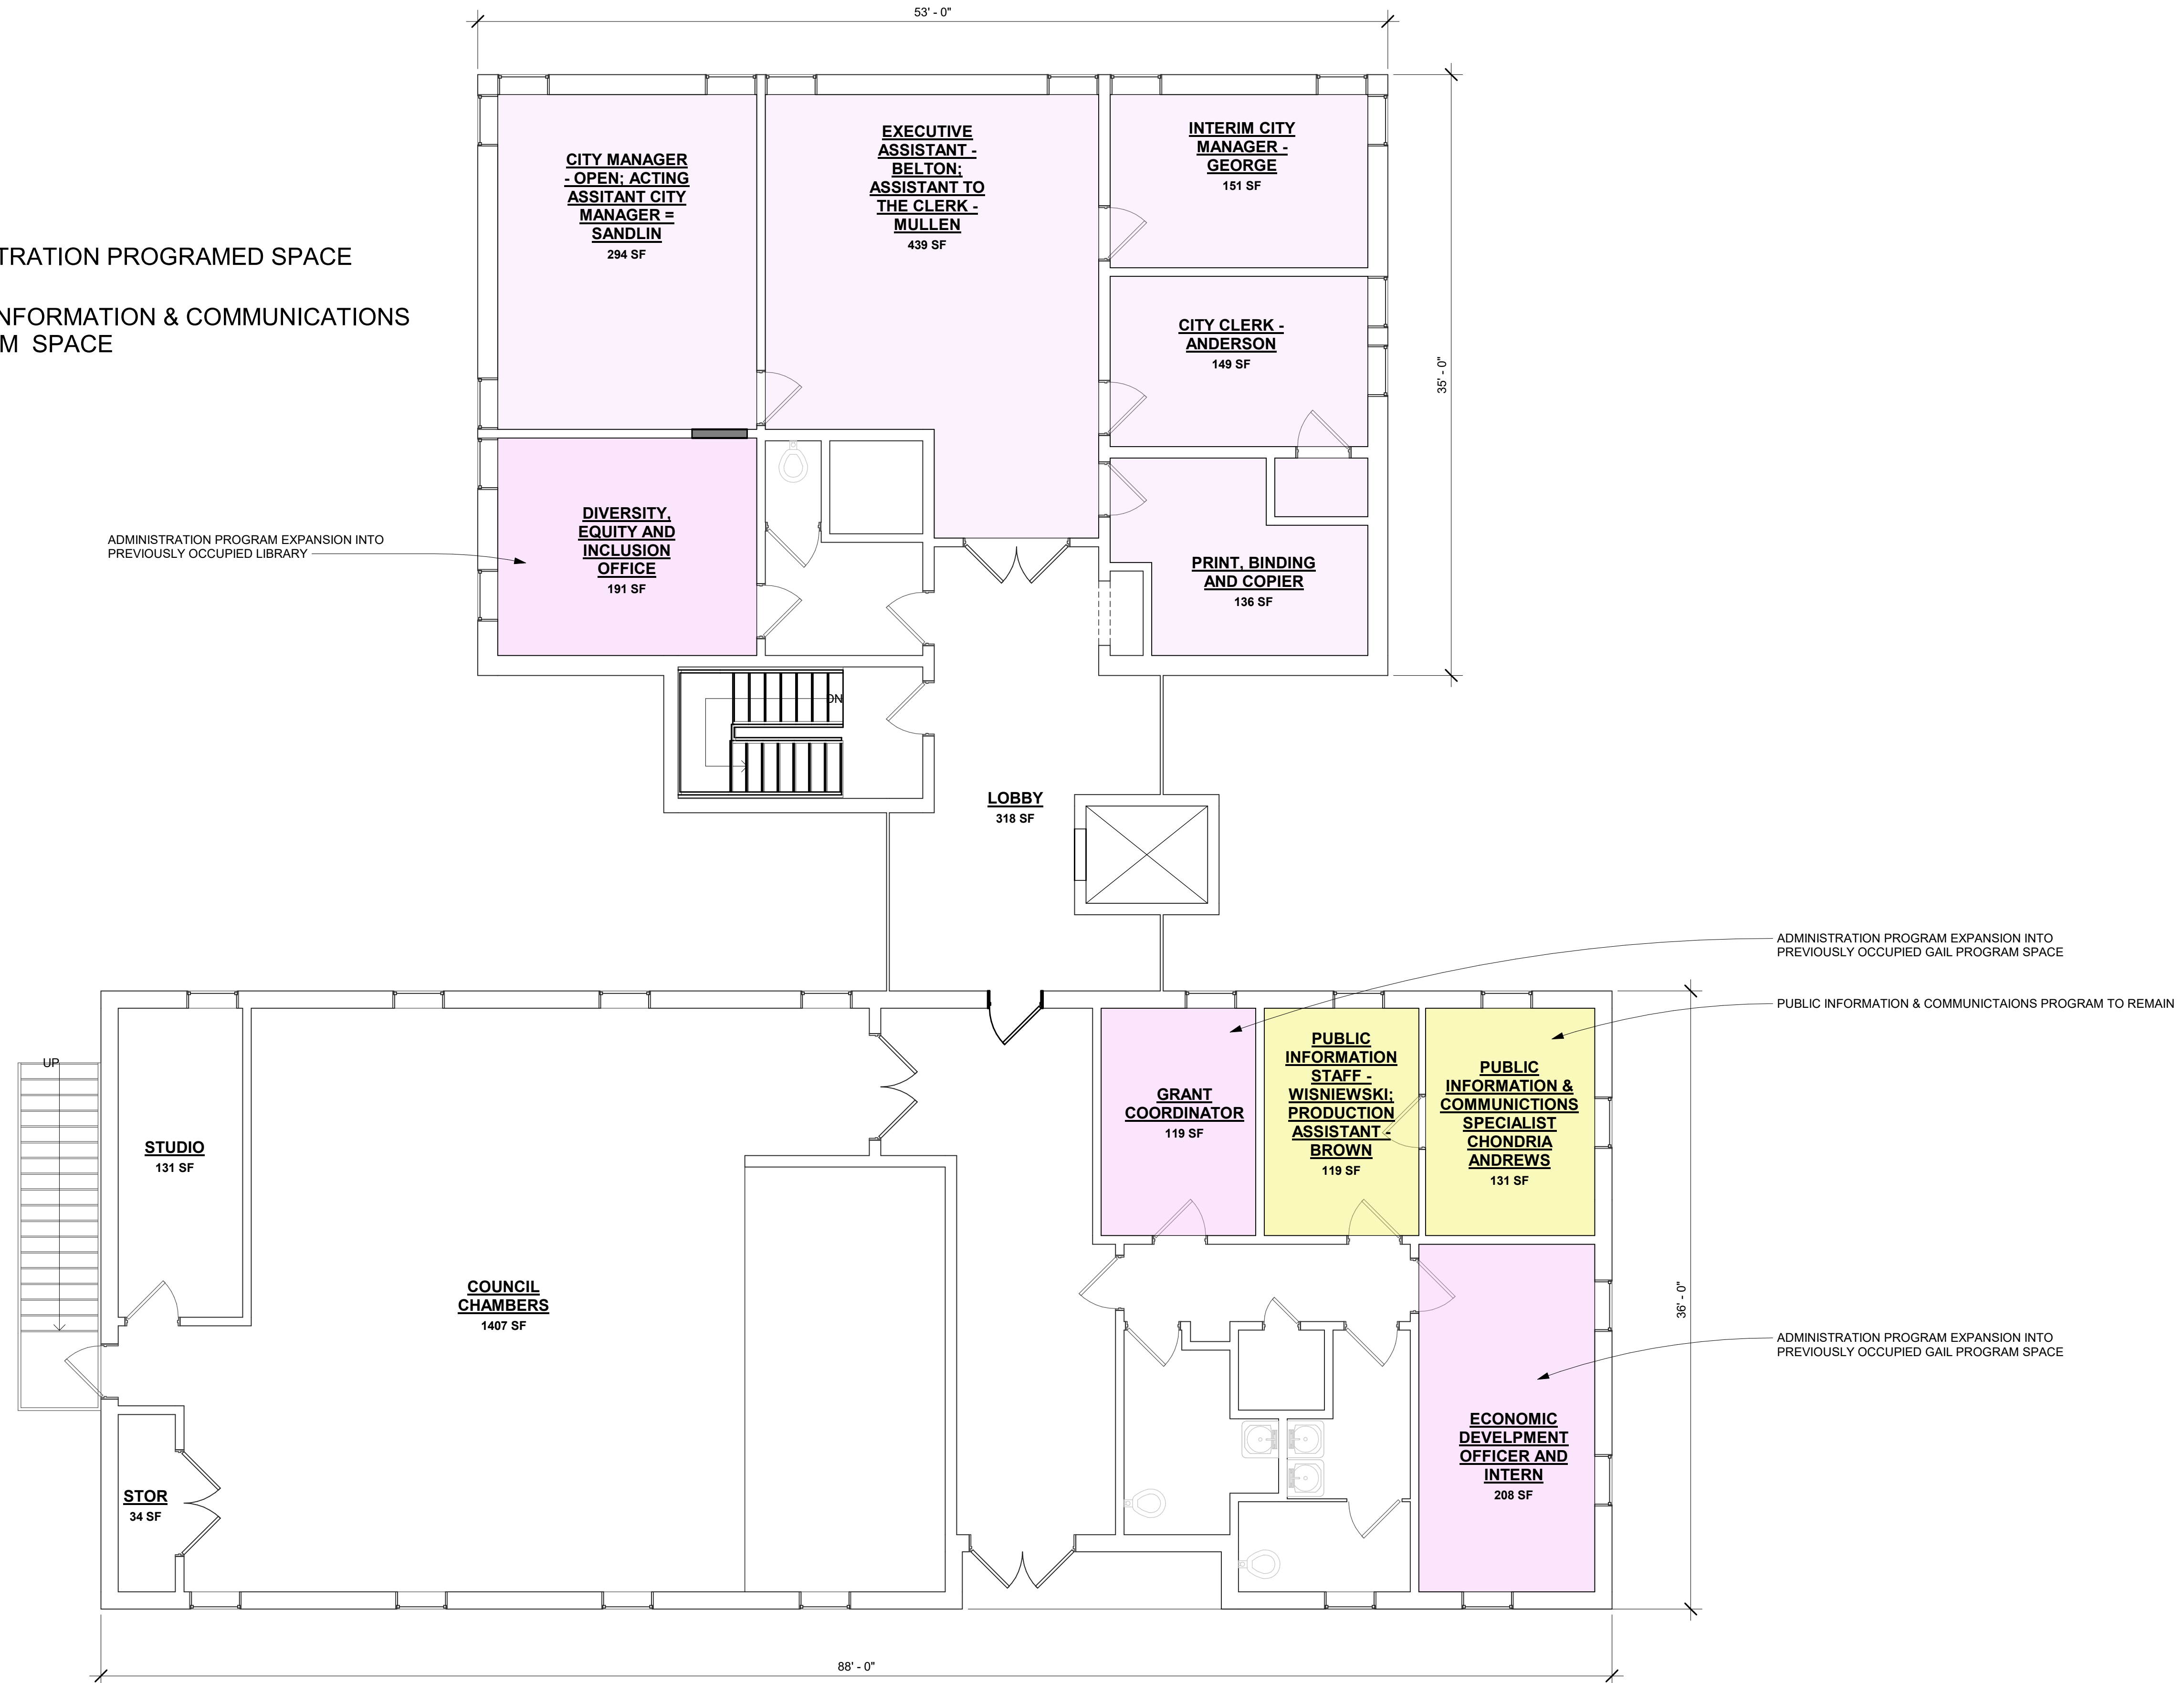 53' - 0"
CITY MANAGER
- OPEN; ACTING
ASSITANT CITY
MANAGER =
SANDLIN
294 SF
EXECUTIVE
ASSISTANT -
BELTON;
ASSISTANT TO
THE CLERK -
MULLEN
439 SF
INTERIM CITY
MANAGER -
GEORGE
151 SF
TRATION PROGRAMED SPACE
NFORMATION & COMMUNICATIONS
M SPACE
CITY CLERK -
ANDERSON
149 SF
35' - 0"
ADMINISTRATION PROGRAM EXPANSION INTO
PREVIOUSLY OCCUPIED LIBRARY
DIVERSITY,
EQUITY AND
INCLUSION
OFFICE
191 SF
PRINT, BINDING
AND COPIER
136 SF
DN
LOBBY
318 SF
ADMINISTRATION PROGRAM EXPANSION INTO
PREVIOUSLY OCCUPIED GAIL PROGRAM SPACE
PUBLIC INFORMATION & COMMUNICTAIONS PROGRAM TO REMAIN
UP
STUDIO
131 SF
GRANT
COORDINATOR
119 SF
PUBLIC
INFORMATION
STAFF -
WISNIEWSKI;
PRODUCTION
ASSISTANT -
BROWN
119 SF
PUBLIC
INFORMATION &
COMMUNICTIONS
SPECIALIST
CHONDRIA
ANDREWS
131 SF
COUNCIL
CHAMBERS
1407 SF
36' - 0"
ADMINISTRATION PROGRAM EXPANSION INTO
PREVIOUSLY OCCUPIED GAIL PROGRAM SPACE
ECONOMIC
DEVELPMENT
OFFICER AND
INTERN
208 SF
STOR
34 SF
88' - 0"